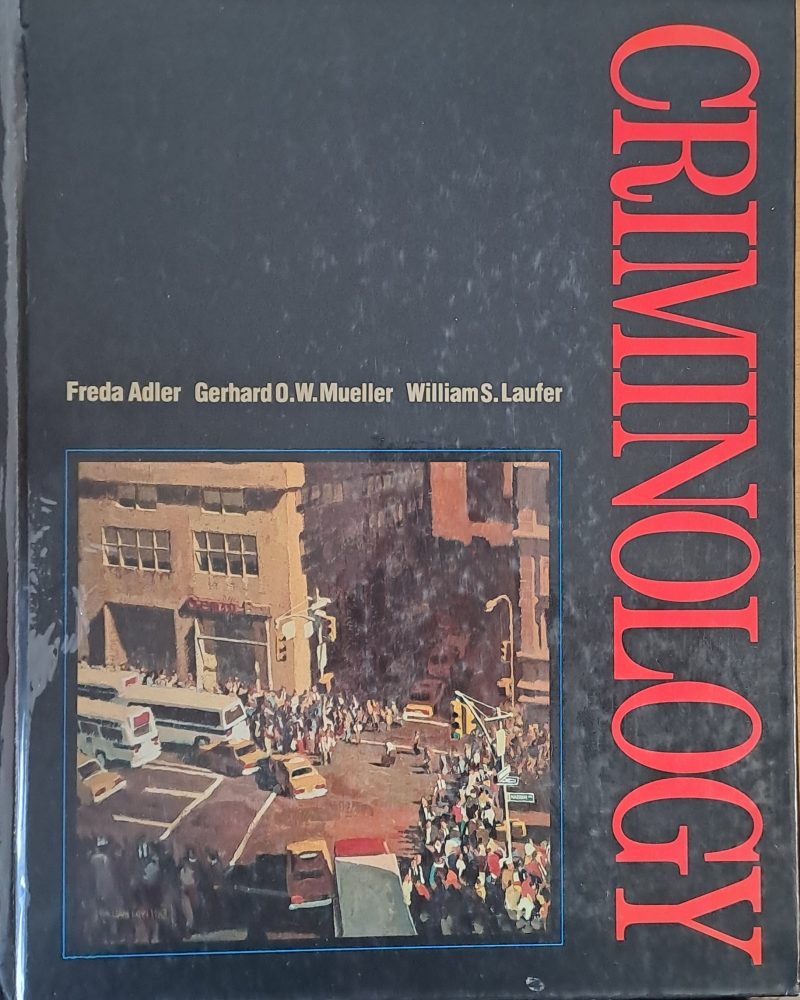 CRIMINOLOGY
Freda Adler Gerhard O.W. Mueller William S. Laufer